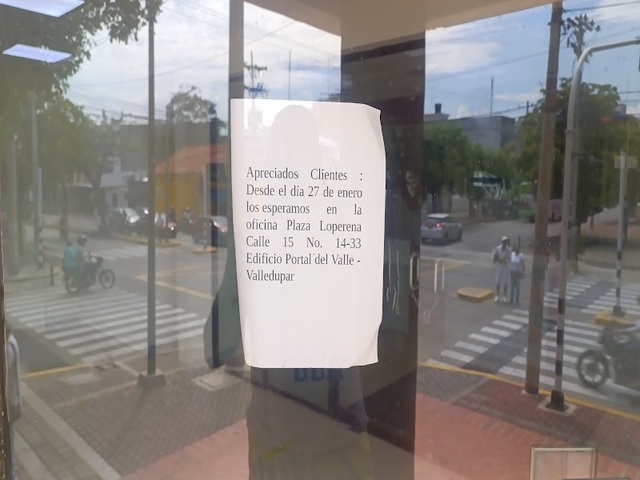 Apreciados Clientes :
Desde el día 27 de enero
los esperamos en la
oficina Plaza Loperena
Calle 15 No. 14-33
Edificio Portal del Valle -
Valledupar